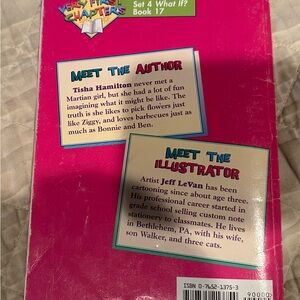 VERY FIRST
CHAPTERS
Set 4 What If?
Book 17
MEET THE AUTHOR
Tisha Hamilton never met a
Martian girl, but she had a lot of fun
imagining what it might be like. The
truth is she likes to pick flowers just
like Ziggy, and loves barbecues just as
much as Bonnie and Ben.
MEET THE
ILLUSTRATOR
Artist Jeff LeVan has been
cartooning since about age three.
His professional career started in
grade school selling custom note
stationery to classmates. He lives
in Bethlehem, PA, with his wife,
son Walker, and three cats.
ISBN 0-7652-1375-3
90000